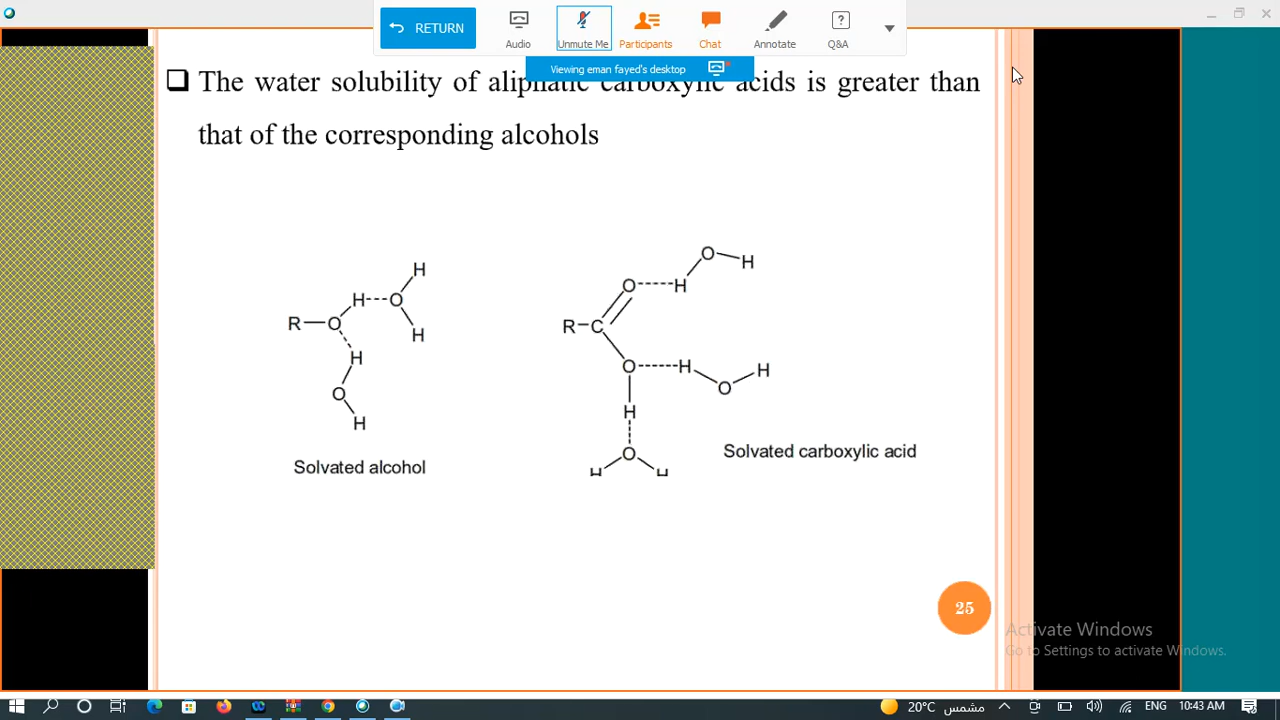 RETURN
Audio
Unmute Me
Participants
Chat
Annotate
Q&A
Viewing eman fayed's desktop
The water solubility of aliphatic carboxylic acids is greater than
that of the corresponding alcohols
O H
H
H
H O
R O
H
H
O
H
O H
R C
O H
O H
H
O
H H
Solvated alcohol
Solvated carboxylic acid
25
Activate Windows
Go to Settings to activate Windows.
20°C مشمس
ENG
10:43 AM